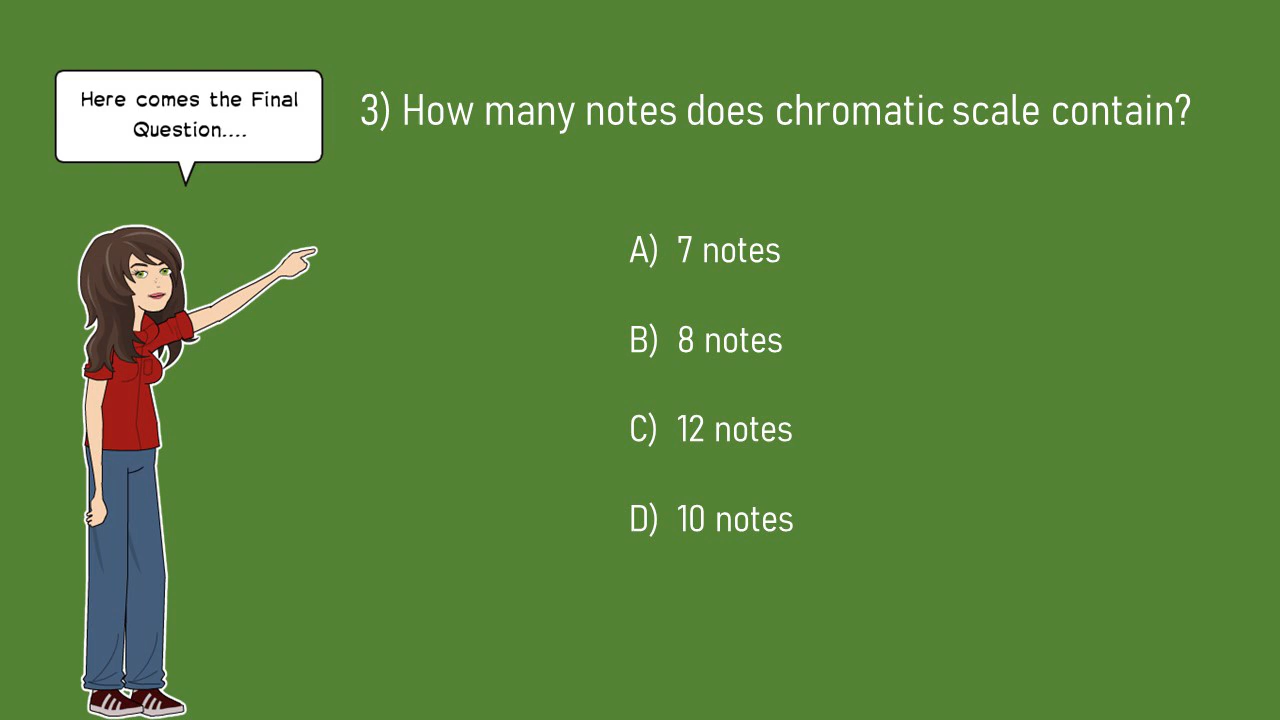 Here comes the Final
Question....
3) How many notes does chromatic scale contain?
A) 7 notes
B) 8 notes
C) 12 notes
D) 10 notes